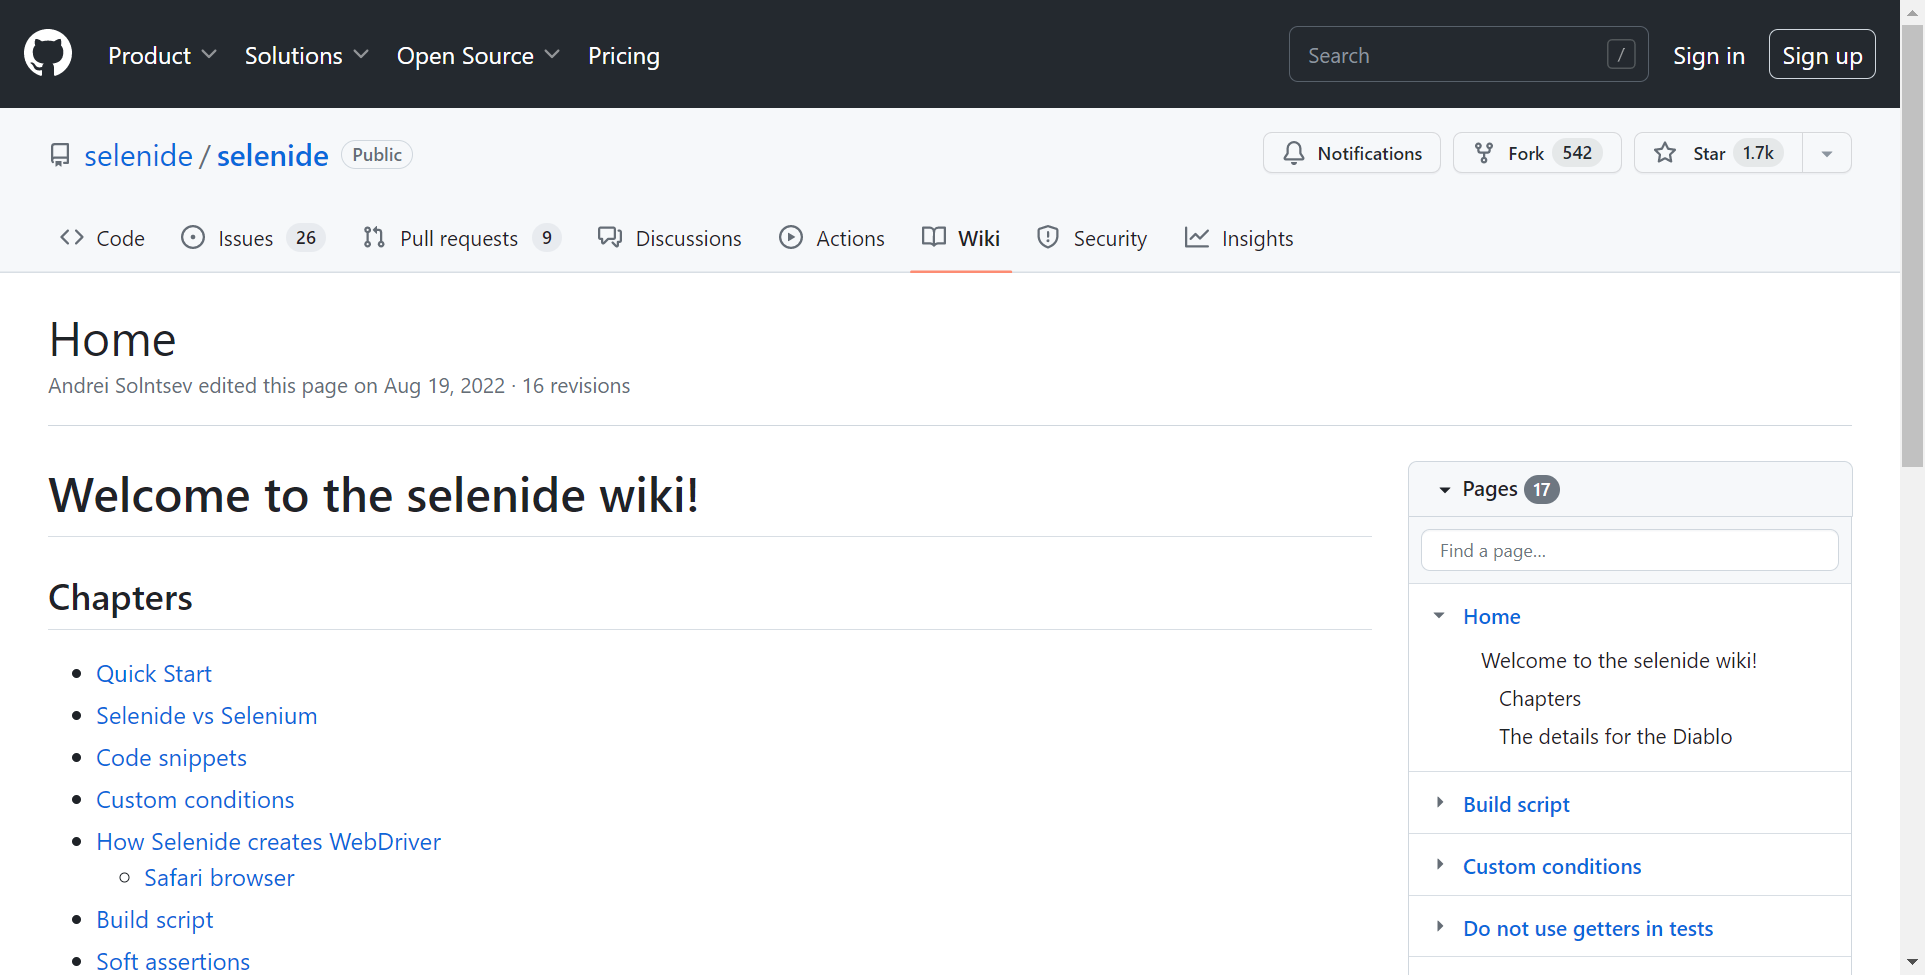 Product Solutions Open Source Pricing Search / Sign in Sign up
selenide / selenide Public Notifications Fork 542 Star 1.7k
Code Issues 26 Pull requests 9 Discussions Actions Wiki Security Insights
Home
Andrei Solntsev edited this page on Aug 19, 2022 · 16 revisions
Welcome to the selenide wiki!
Chapters
Quick Start
Selenide vs Selenium
Code snippets
Custom conditions
How Selenide creates WebDriver
Safari browser
Build script
Soft assertions
Pages 17
Find a page...
Home
Welcome to the selenide wiki!
Chapters
The details for the Diablo
Build script
Custom conditions
Do not use getters in tests